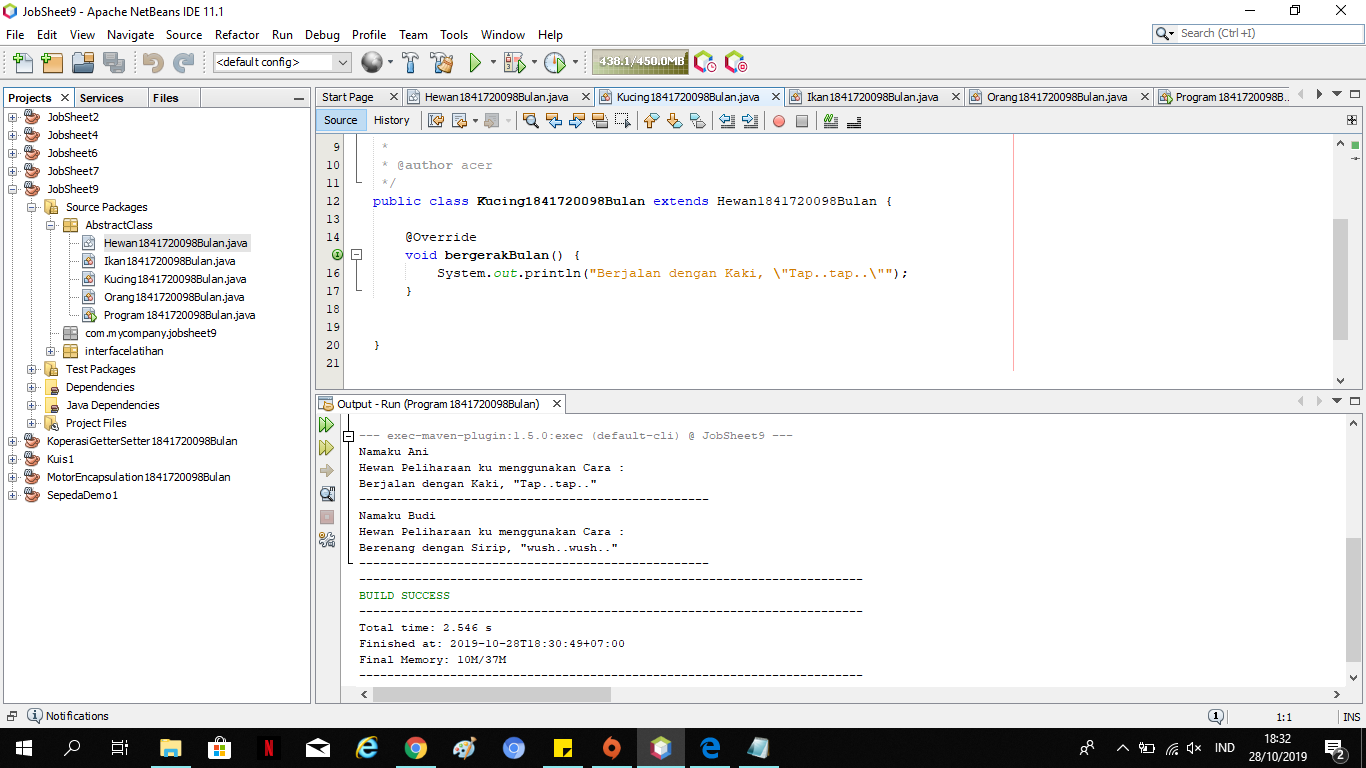 JobSheet9 - Apache NetBeans IDE 11.1
File Edit View Navigate Source Refactor Run Debug Profile Team Tools Window Help
Search (Ctrl+I)
<default config>
438.1/450.0MB
Projects Services Files
JobSheet2
Jobsheet4
Jobsheet6
JobSheet7
JobSheet9
Source Packages
AbstractClass
Hewan1841720098Bulan.java
Ikan1841720098Bulan.java
Kucing1841720098Bulan.java
Orang1841720098Bulan.java
Program1841720098Bulan.java
com.mycompany.jobsheet9
interfacelatihan
Test Packages
Dependencies
Java Dependencies
Project Files
KoperasiGetterSetter1841720098Bulan
Kuis1
MotorEncapsulation1841720098Bulan
SepedaDemo1
Start Page Hewan1841720098Bulan.java Kucing1841720098Bulan.java Ikan1841720098Bulan.java Orang1841720098Bulan.java Program1841720098B...
Source History
9 *
10 * @author acer
11 */
12 public class Kucing1841720098Bulan extends Hewan1841720098Bulan {
13
14 @Override
void bergerakBulan() {
16 System.out.println("Berjalan dengan Kaki, \"Tap..tap..\"");
17 }
18
19
20 }
21
Output - Run (Program1841720098Bulan)
--- exec-maven-plugin:1.5.0:exec (default-cli) @ JobSheet9 ---
Namaku Ani
Hewan Peliharaan ku menggunakan Cara :
Berjalan dengan Kaki, "Tap..tap.."
--------------------------------------------------
Namaku Budi
Hewan Peliharaan ku menggunakan Cara :
Berenang dengan Sirip, "wush..wush.."
--------------------------------------------------
------------------------------------------------------------------------
BUILD SUCCESS
------------------------------------------------------------------------
Total time: 2.546 s
Finished at: 2019-10-28T18:30:49+07:00
Final Memory: 10M/37M
------------------------------------------------------------------------
Notifications
1:1 INS
IND
18:32
28/10/2019
2